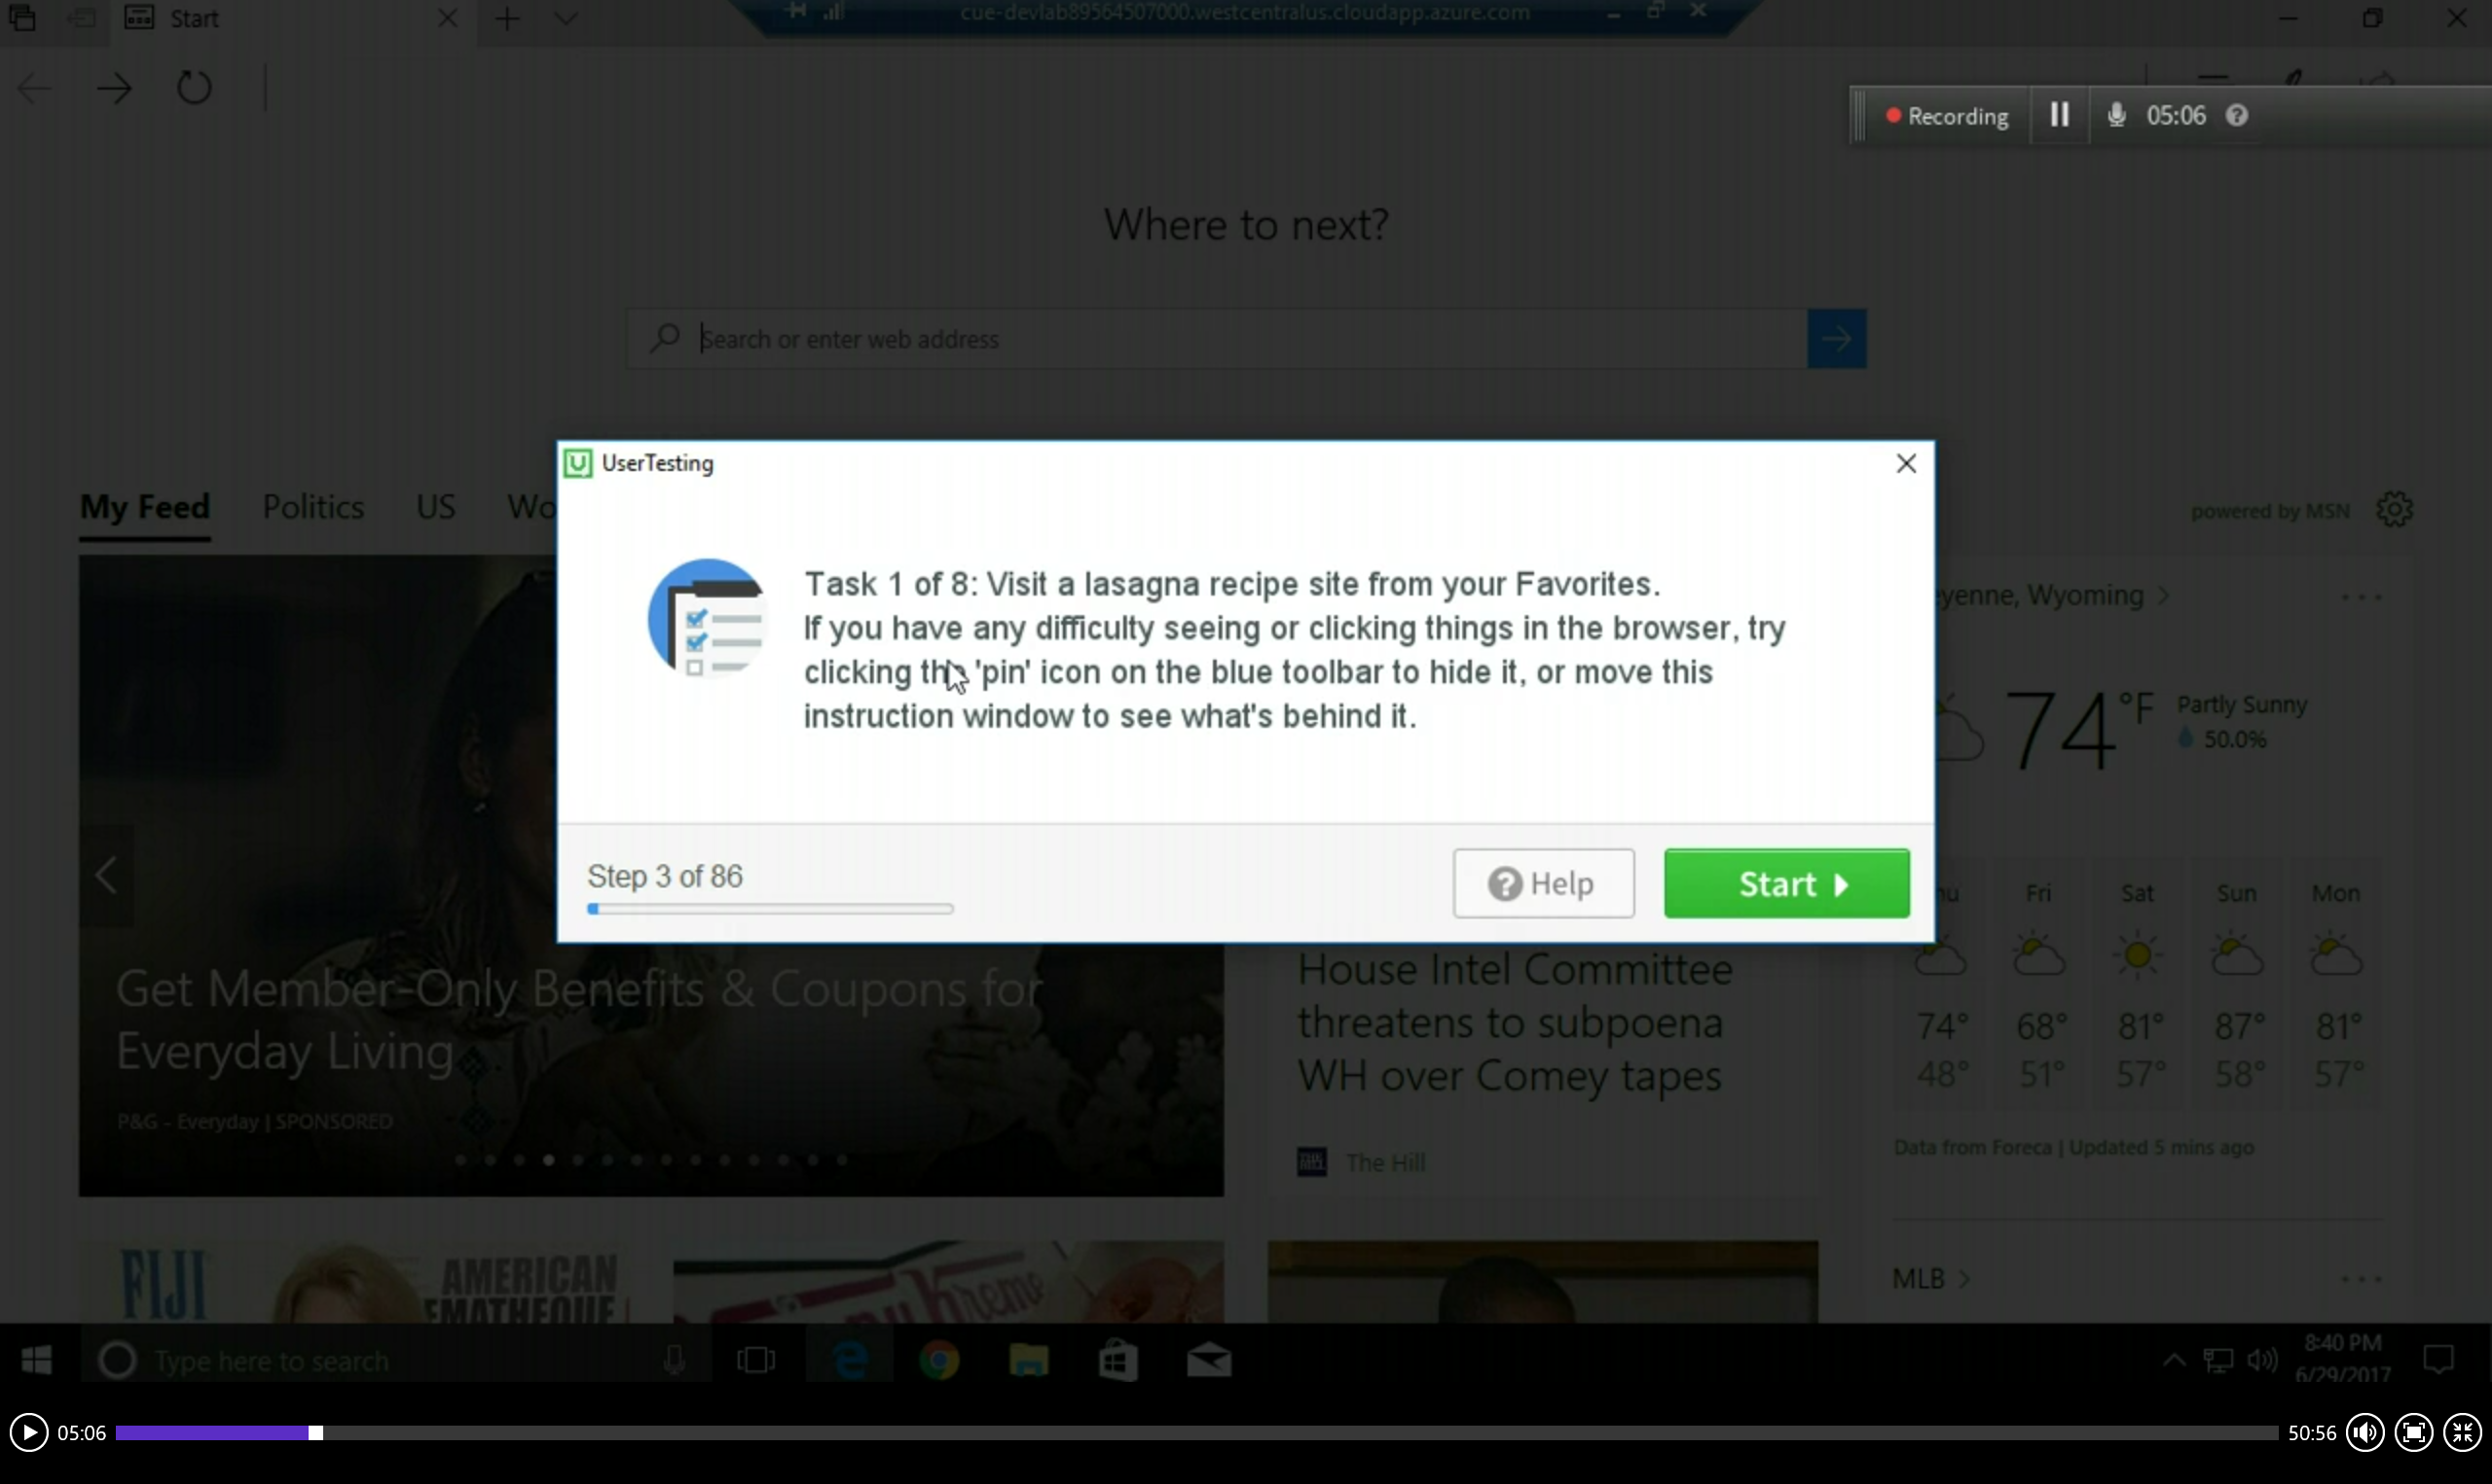 Start
cue-devlab89564507000.westcentralus.cloudapp.azure.com
Recording
05:06
Where to next?
Search or enter web address
UserTesting
My Feed
Politics
US
Wo
powered by MSN
Task 1 of 8: Visit a lasagna recipe site from your Favorites.
If you have any difficulty seeing or clicking things in the browser, try
clicking the 'pin' icon on the blue toolbar to hide it, or move this
instruction window to see what's behind it.
eyenne, Wyoming
74°F
Partly Sunny
50.0%
Step 3 of 86
Help
Start
hu
Fri
Sat
Sun
Mon
Get Member-Only Benefits & Coupons for
Everyday Living
P&G - Everyday | SPONSORED
House Intel Committee
threatens to subpoena
WH over Comey tapes
THE HILL
The Hill
74°
68°
81°
87°
81°
48°
51°
57°
58°
57°
Data from Foreca | Updated 5 mins ago
FIJI
AMERICAN
EMATHEQUE
Kreme
MLB
Type here to search
8:40 PM
6/29/2017
05:06
50:56